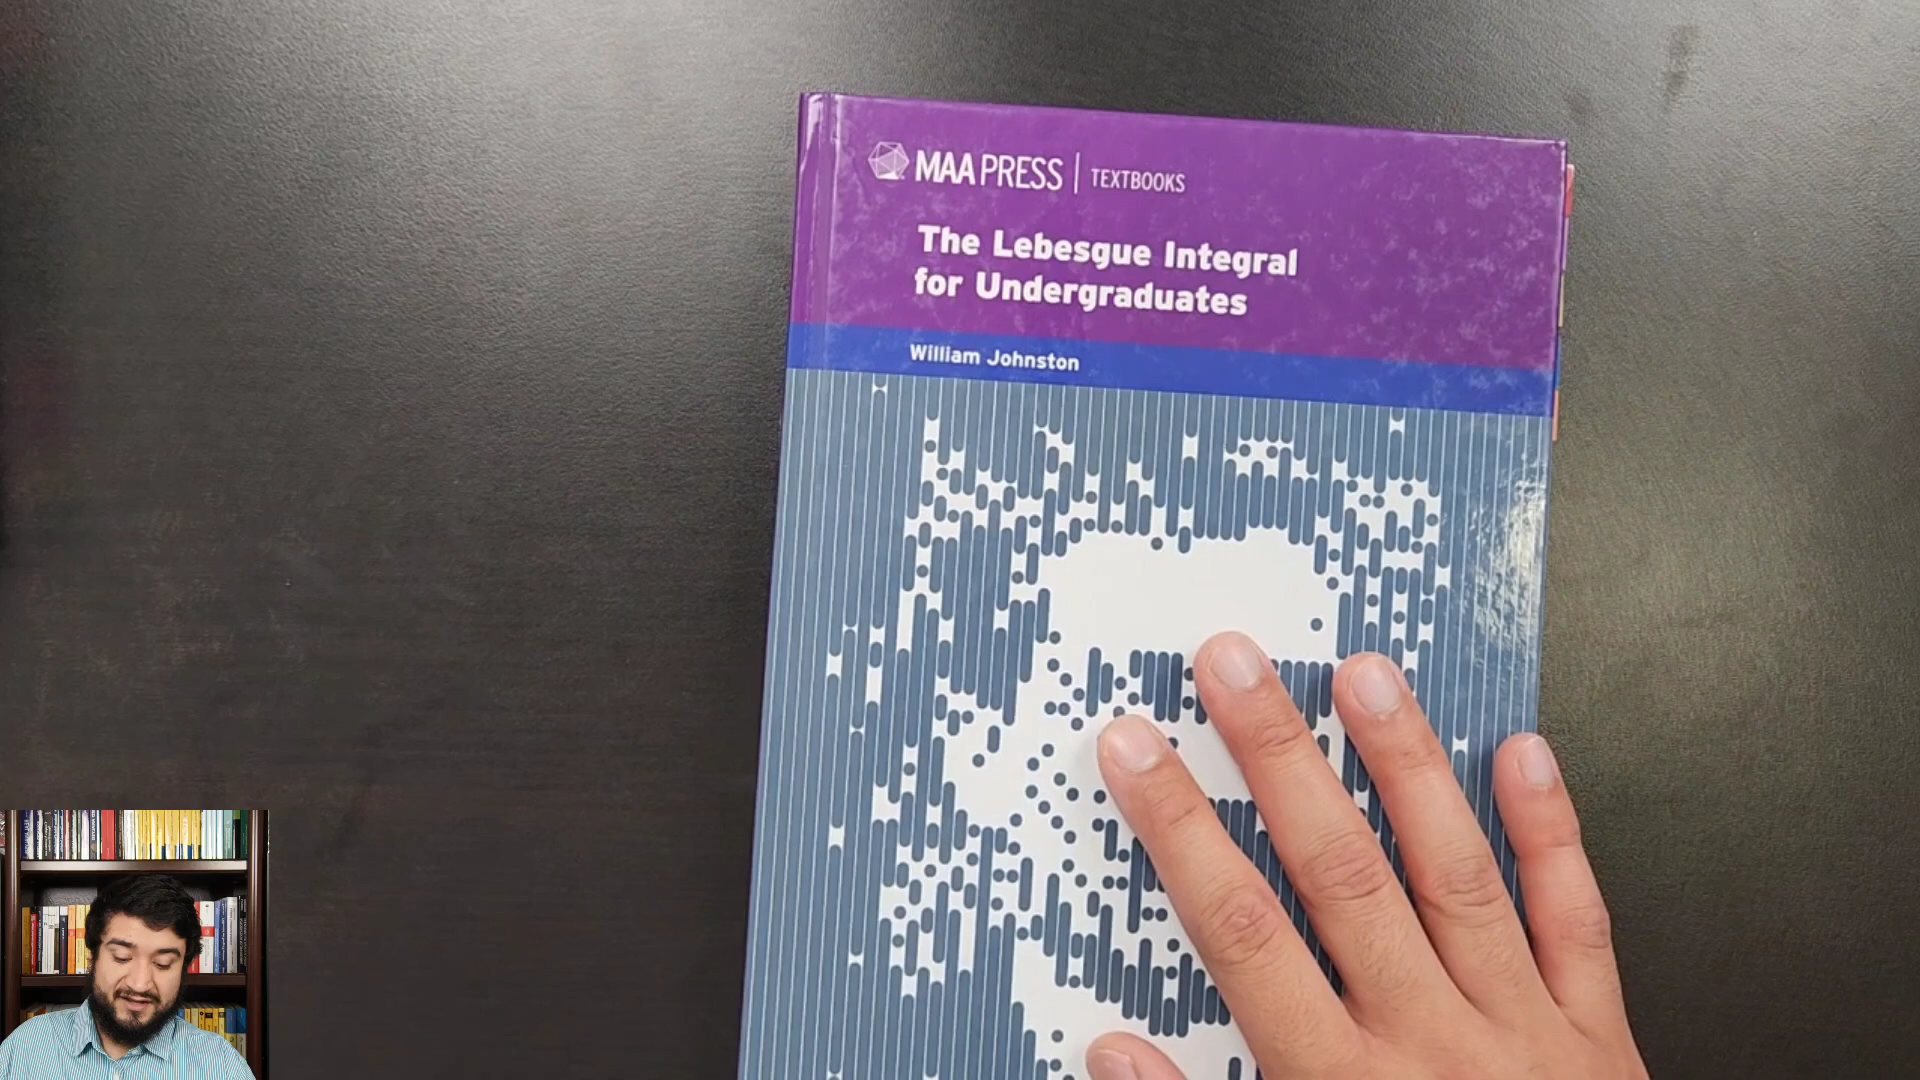 MAA PRESS | TEXTBOOKS
The Lebesgue Integral
for Undergraduates
William Johnston